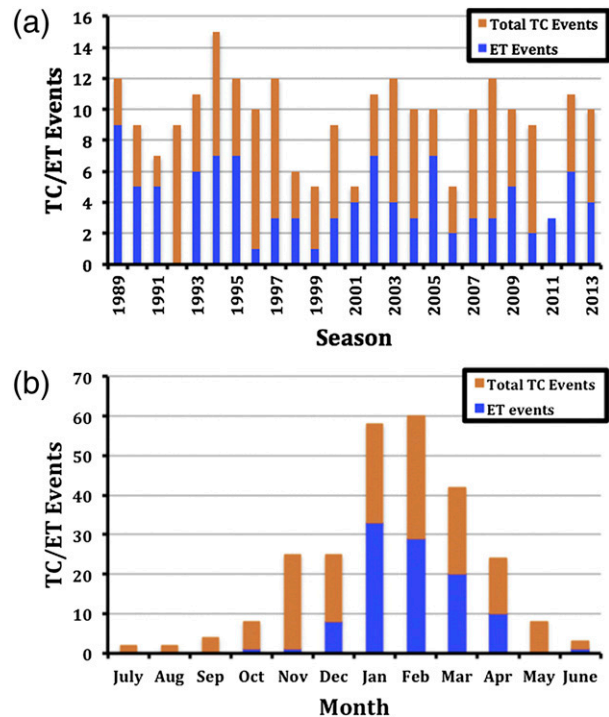 (a)
Total TC Events
ET Events
TC/ET Events
16
14
12
10
8
6
4
2
0
1989
1991
1993
1995
1997
1999
2001
2003
2005
2007
2009
2011
2013
Season
(b)
Total TC Events
ET events
TC/ET Events
70
60
50
40
30
20
10
0
July Aug Sep Oct Nov Dec Jan Feb Mar Apr May June
Month